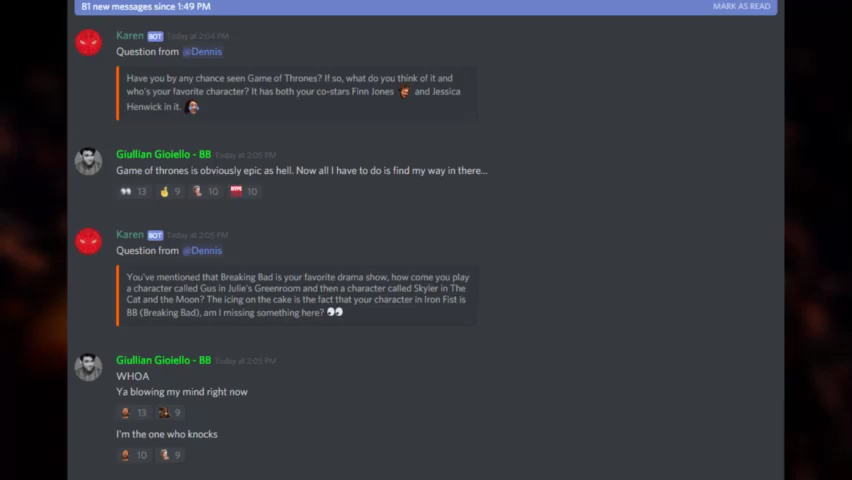 81 new messages since 1:49 PM MARK AS READ
Karen BOT Today at 2:04 PM
Question from @Dennis
Have you by any chance seen Game of Thrones? If so, what do you think of it and
who's your favorite character? It has both your co-stars Finn Jones and Jessica
Henwick in it.
Giullian Gioiello - BB Today at 2:05 PM
Game of thrones is obviously epic as hell. Now all I have to do is find my way in there...
13 9 10 10
Karen BOT Today at 2:05 PM
Question from @Dennis
You've mentioned that Breaking Bad is your favorite drama show, how come you play
a character called Gus in Julie's Greenroom and then a character called Skyler in The
Cat and the Moon? The icing on the cake is the fact that your character in Iron Fist is
BB (Breaking Bad), am I missing something here? 👀
Giullian Gioiello - BB Today at 2:05 PM
WHOA
Ya blowing my mind right now
13 9
I'm the one who knocks
10 9